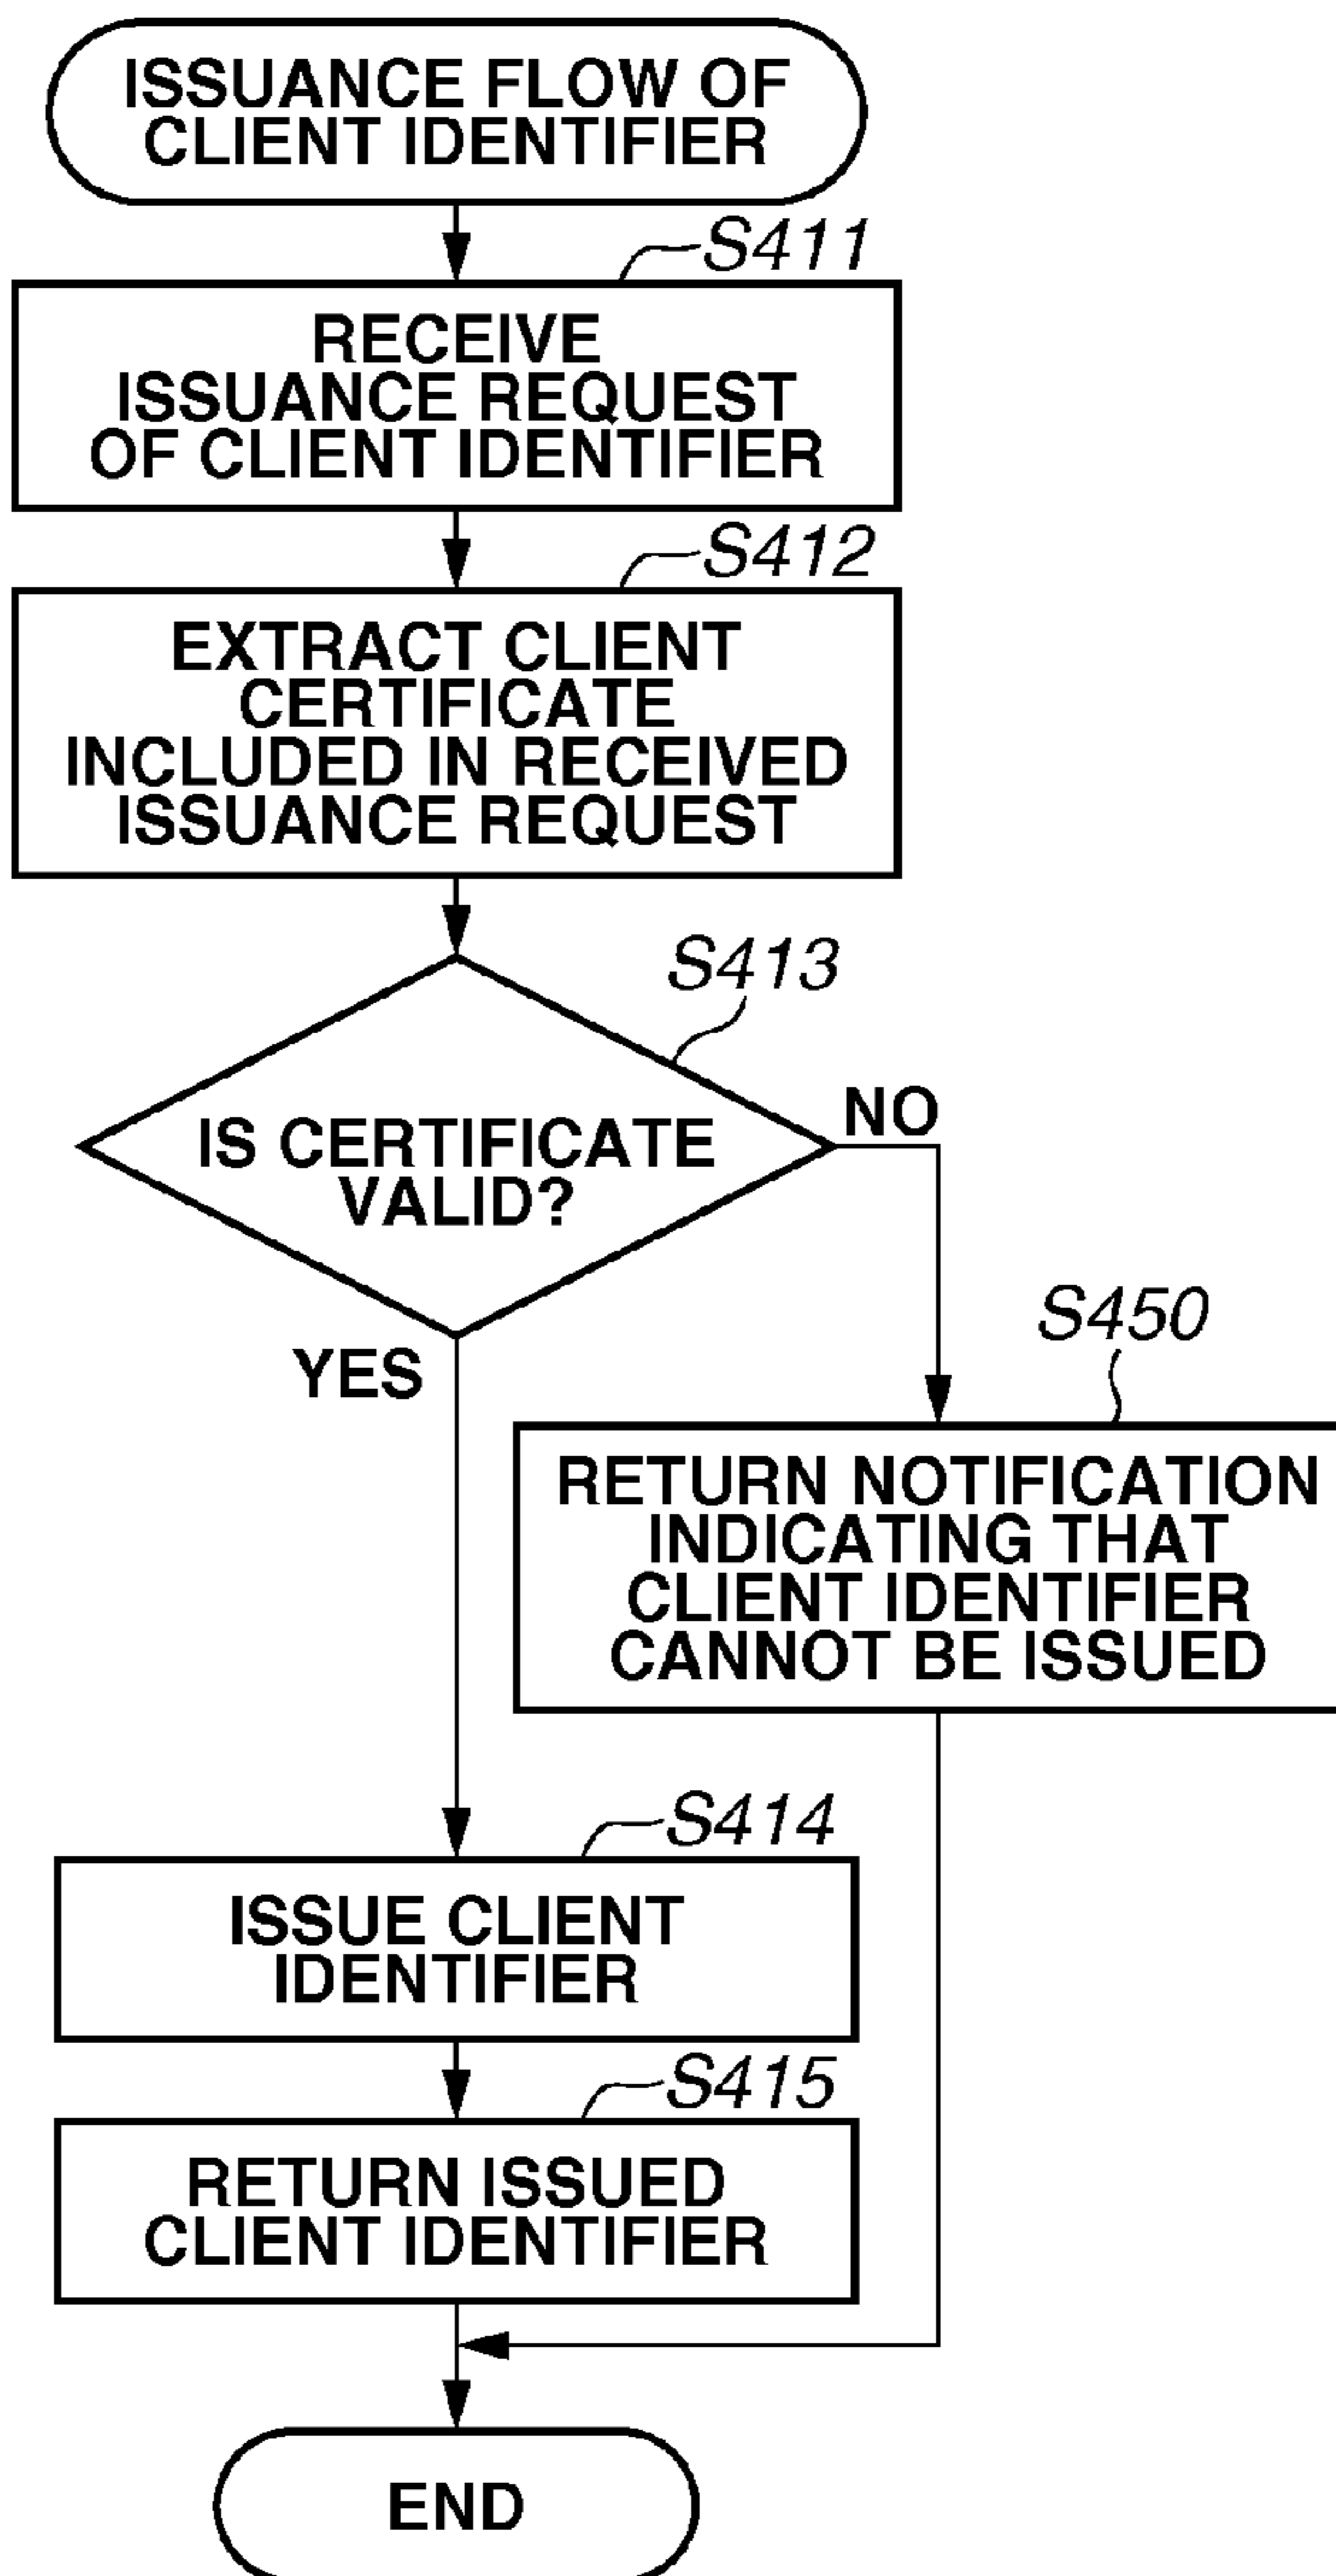 ISSUANCE FLOW OF
CLIENT IDENTIFIER
S411
RECEIVE
ISSUANCE REQUEST
OF CLIENT IDENTIFIER
S412
EXTRACT CLIENT
CERTIFICATE
INCLUDED IN RECEIVED
ISSUANCE REQUEST
S413
IS CERTIFICATE
VALID?
NO
YES
S450
RETURN NOTIFICATION
INDICATING THAT
CLIENT IDENTIFIER
CANNOT BE ISSUED
S414
ISSUE CLIENT
IDENTIFIER
S415
RETURN ISSUED
CLIENT IDENTIFIER
END